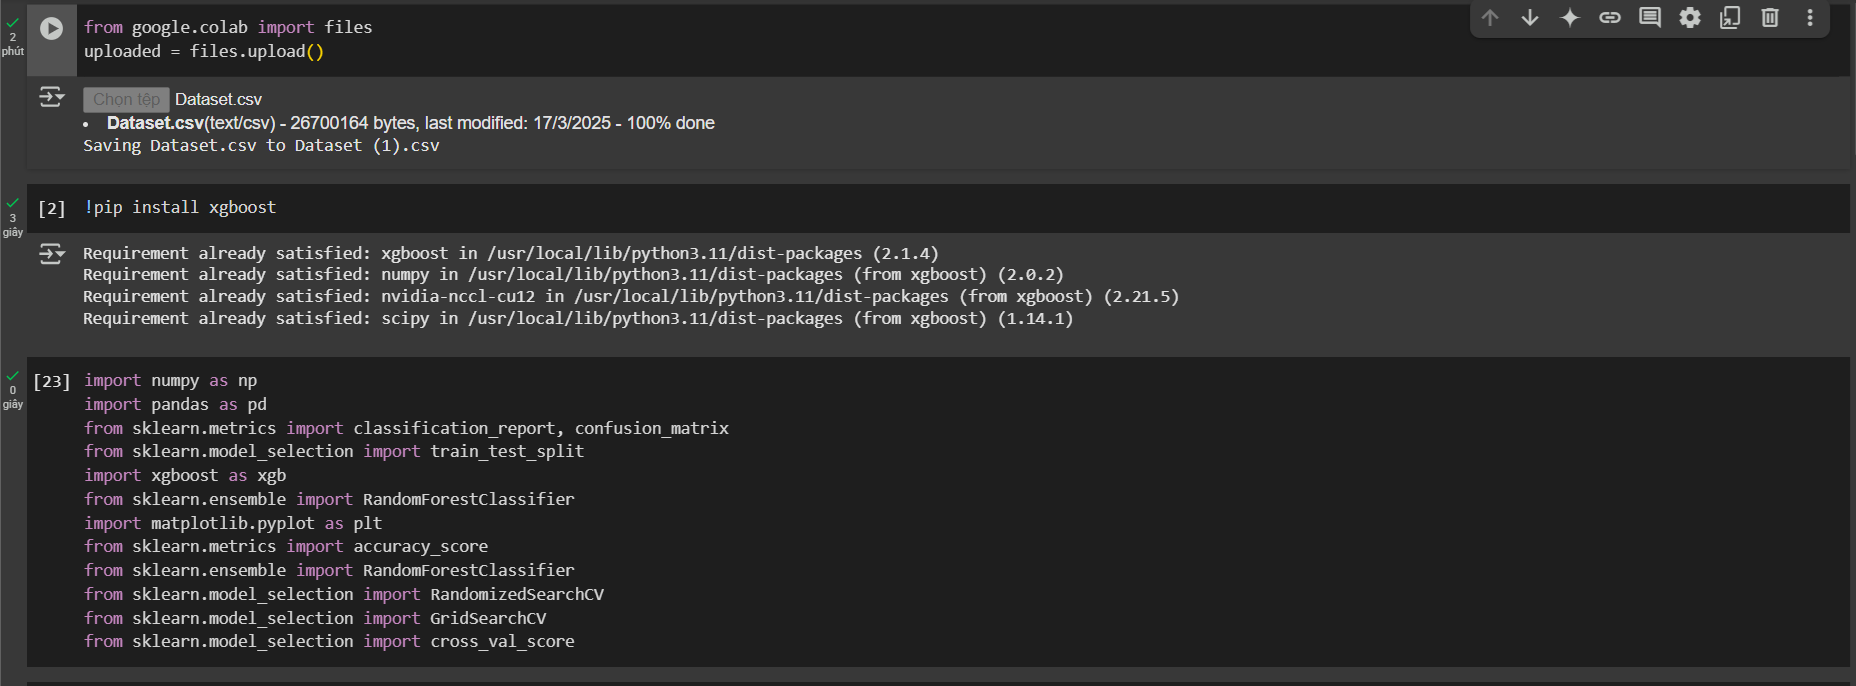 2
phút
from google.colab import files
uploaded = files.upload()
Chọn tệp Dataset.csv
• Dataset.csv(text/csv) - 26700164 bytes, last modified: 17/3/2025 - 100% done
Saving Dataset.csv to Dataset (1).csv
3
giây
[2] !pip install xgboost
Requirement already satisfied: xgboost in /usr/local/lib/python3.11/dist-packages (2.1.4)
Requirement already satisfied: numpy in /usr/local/lib/python3.11/dist-packages (from xgboost) (2.0.2)
Requirement already satisfied: nvidia-nccl-cu12 in /usr/local/lib/python3.11/dist-packages (from xgboost) (2.21.5)
Requirement already satisfied: scipy in /usr/local/lib/python3.11/dist-packages (from xgboost) (1.14.1)
0
giây
[23] import numpy as np
import pandas as pd
from sklearn.metrics import classification_report, confusion_matrix
from sklearn.model_selection import train_test_split
import xgboost as xgb
from sklearn.ensemble import RandomForestClassifier
import matplotlib.pyplot as plt
from sklearn.metrics import accuracy_score
from sklearn.ensemble import RandomForestClassifier
from sklearn.model_selection import RandomizedSearchCV
from sklearn.model_selection import GridSearchCV
from sklearn.model_selection import cross_val_score